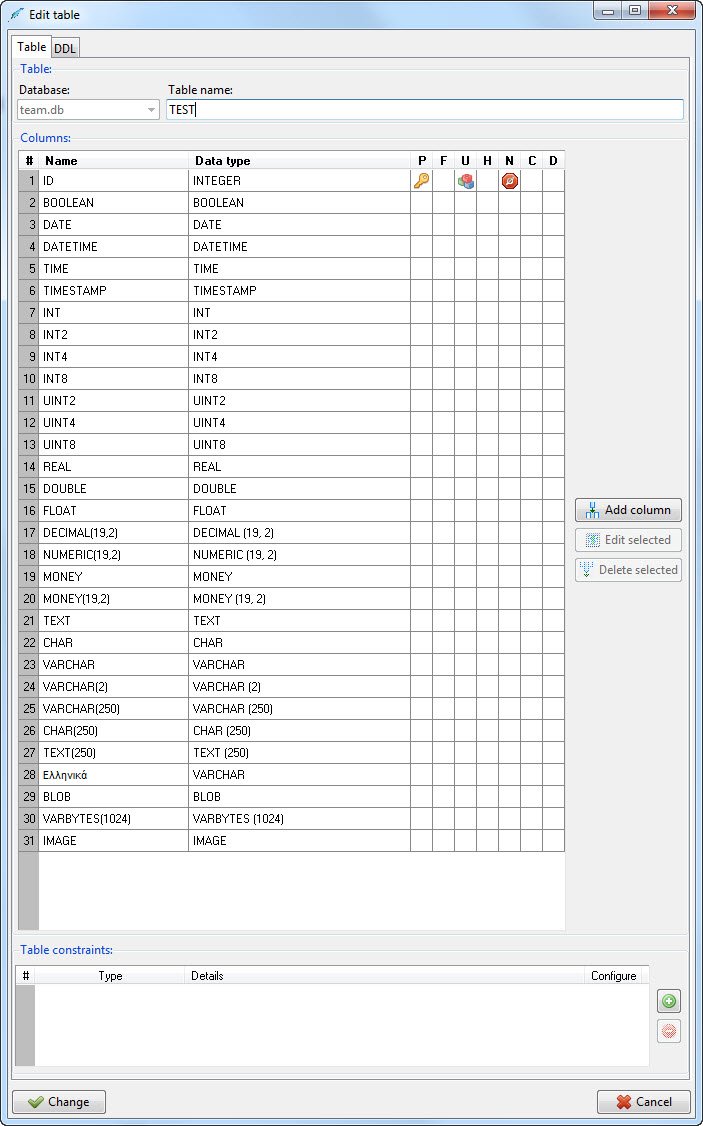 Edit table
Table DDL
Table:
Database: Table name:
team.db TEST
Columns:
# Name Data type P F U H N C D
1 ID INTEGER
2 BOOLEAN BOOLEAN
3 DATE DATE
4 DATETIME DATETIME
5 TIME TIME
6 TIMESTAMP TIMESTAMP
7 INT INT
8 INT2 INT2
9 INT4 INT4
10 INT8 INT8
11 UINT2 UINT2
12 UINT4 UINT4
13 UINT8 UINT8
14 REAL REAL
15 DOUBLE DOUBLE
16 FLOAT FLOAT
17 DECIMAL(19,2) DECIMAL (19, 2)
18 NUMERIC(19,2) NUMERIC (19, 2)
19 MONEY MONEY
20 MONEY(19,2) MONEY (19, 2)
21 TEXT TEXT
22 CHAR CHAR
23 VARCHAR VARCHAR
24 VARCHAR(2) VARCHAR (2)
25 VARCHAR(250) VARCHAR (250)
26 CHAR(250) CHAR (250)
27 TEXT(250) TEXT (250)
28 Ελληνικά VARCHAR
29 BLOB BLOB
30 VARBYTES(1024) VARBYTES (1024)
31 IMAGE IMAGE
Add column
Edit selected
Delete selected
Table constraints:
# Type Details Configure
Change Cancel